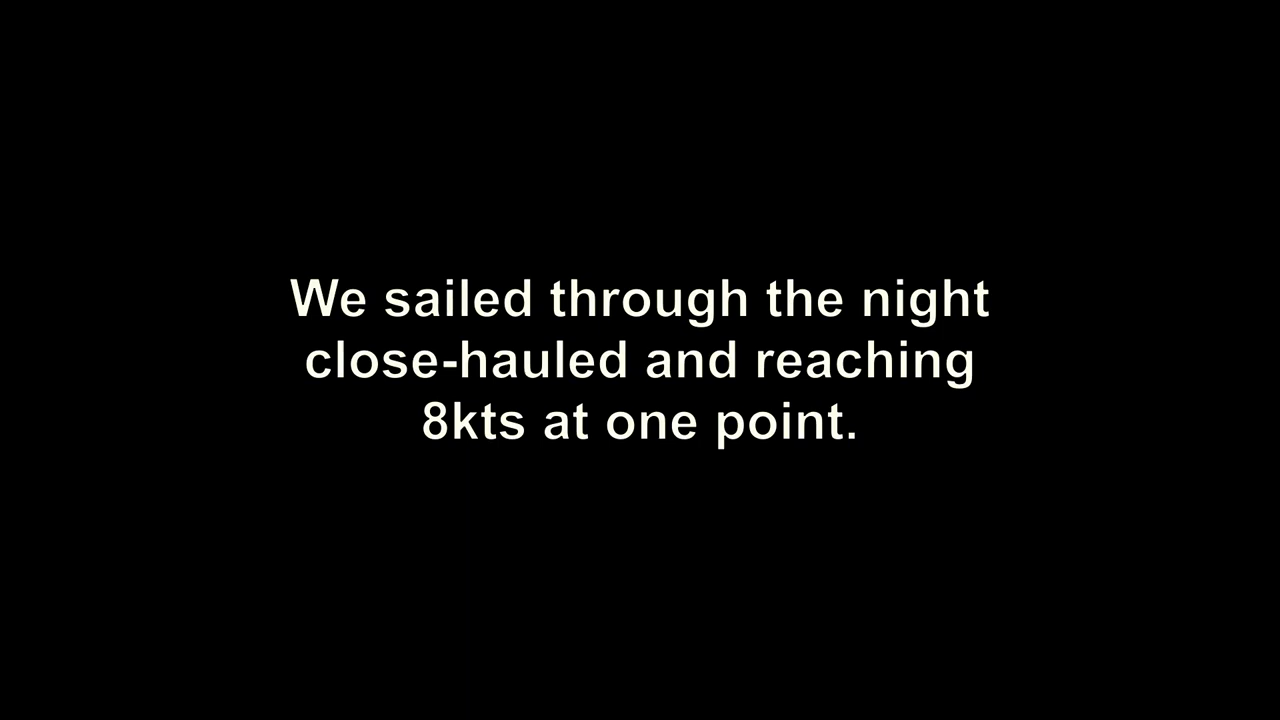 We sailed through the night
close-hauled and reaching
8kts at one point.